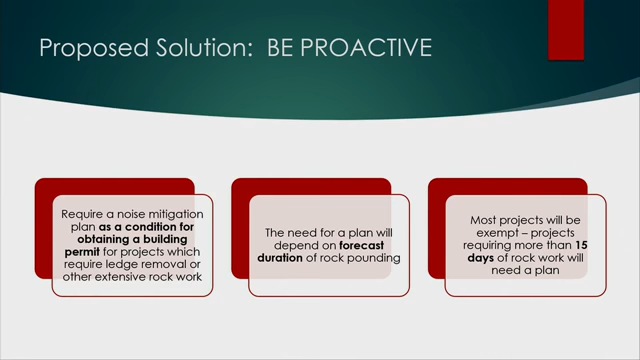 Proposed Solution:  BE PROACTIVE
Require a noise mitigation
plan as a condition for
obtaining a building
permit for projects which
require ledge removal or
other extensive rock work
The need for a plan will
depend on forecast
duration of rock pounding
Most projects will be
exempt – projects
requiring more than 15
days of rock work will
need a plan